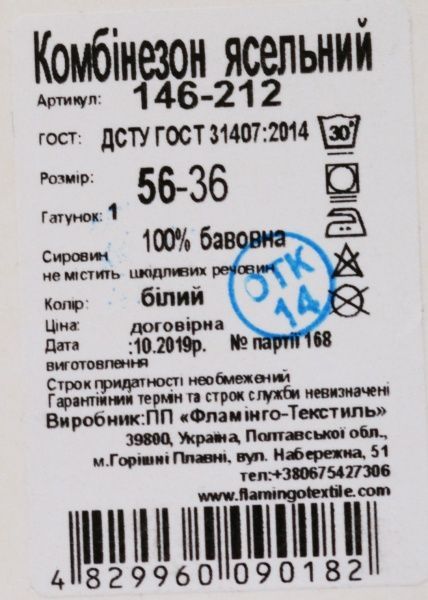 Комбінезон ясельний
Артикул: 146-212
ГОСТ: ДСТУ ГОСТ 31407:2014
30°
Розмір: 56-36
Гатунок: 1
Сировин 100% бавовна
не містить шкідливих речовин
ОТК
14
Колір: білий
Ціна: договірна
Дата :10.2019р. № партії 168
виготовлення
Строк придатності необмежений
Гарантійний термін та строк служби невизначені
Виробник:ПП «Фламінго-Текстиль»
39800, Україна, Полтавської обл.,
м.Горішні Плавні, вул. Набережна, 51
тел:+380675427306
www.flamingotextile.com
4 829960 090182